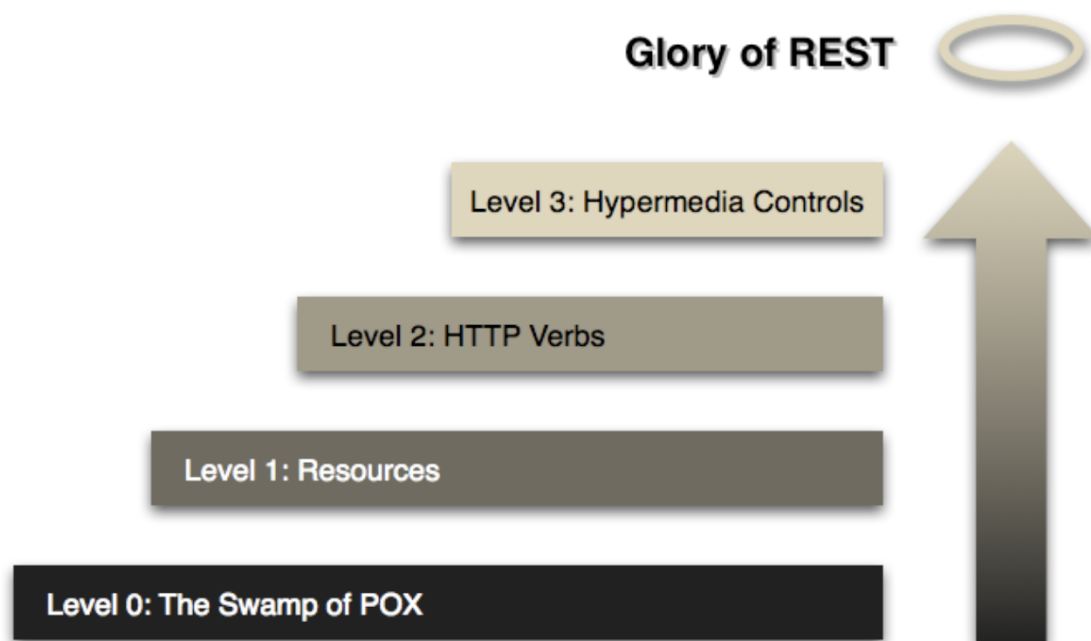 Glory of REST
Level 3: Hypermedia Controls
Level 2: HTTP Verbs
Level 1: Resources
Level 0: The Swamp of POX